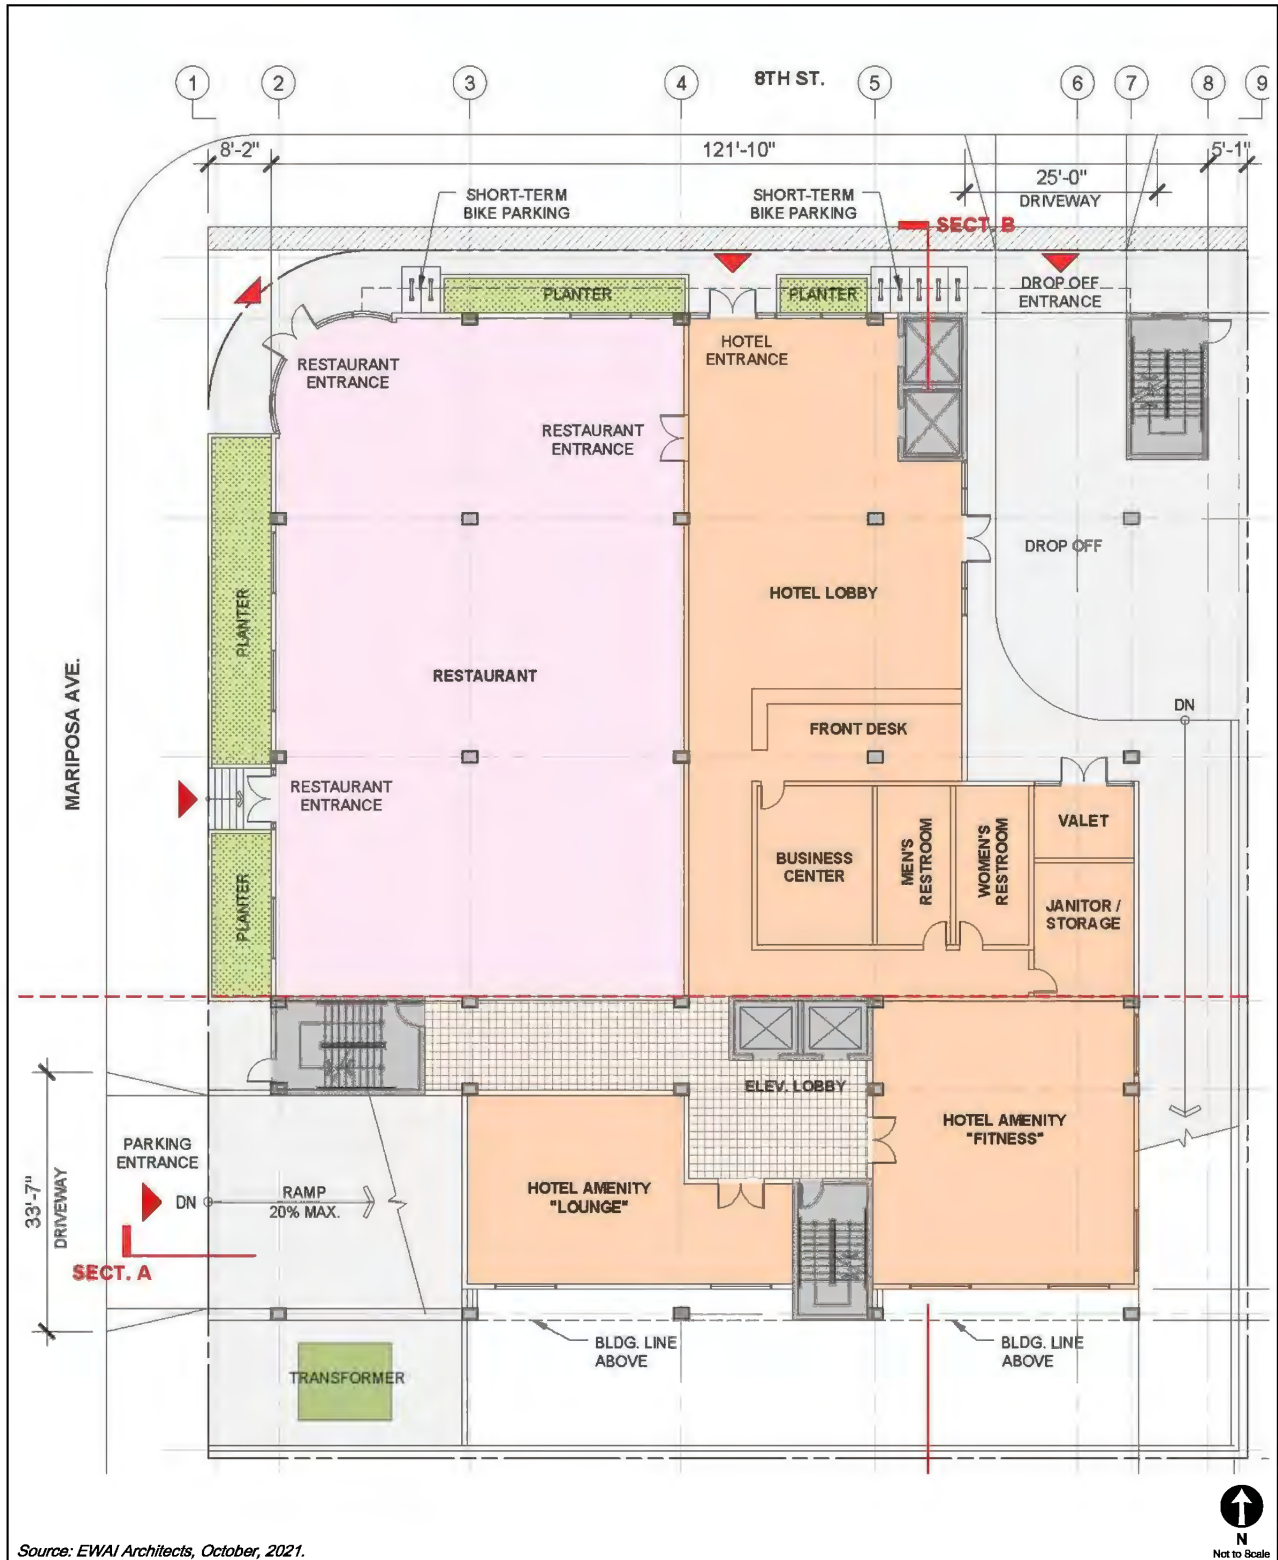 8TH ST.
1
2
3
4
5
6
7
8
9
8'-2"
121'-10"
5'-1"
25'-0"
DRIVEWAY
SHORT-TERM
BIKE PARKING
SHORT-TERM
BIKE PARKING
SECT. B
PLANTER
PLANTER
DROP OFF
ENTRANCE
RESTAURANT
ENTRANCE
HOTEL
ENTRANCE
RESTAURANT
ENTRANCE
DROP OFF
HOTEL LOBBY
PLANTER
MARIPOSA AVE.
RESTAURANT
DN
FRONT DESK
RESTAURANT
ENTRANCE
VALET
BUSINESS
CENTER
MEN'S
RESTROOM
WOMEN'S
RESTROOM
JANITOR /
STORAGE
PLANTER
ELEV. LOBBY
HOTEL AMENITY
"FITNESS"
PARKING
ENTRANCE
33'-7"
DRIVEWAY
DN
RAMP
20% MAX.
HOTEL AMENITY
"LOUNGE"
SECT. A
BLDG. LINE
ABOVE
BLDG. LINE
ABOVE
TRANSFORMER
N
Not to Scale
Source: EWAI Architects, October, 2021.